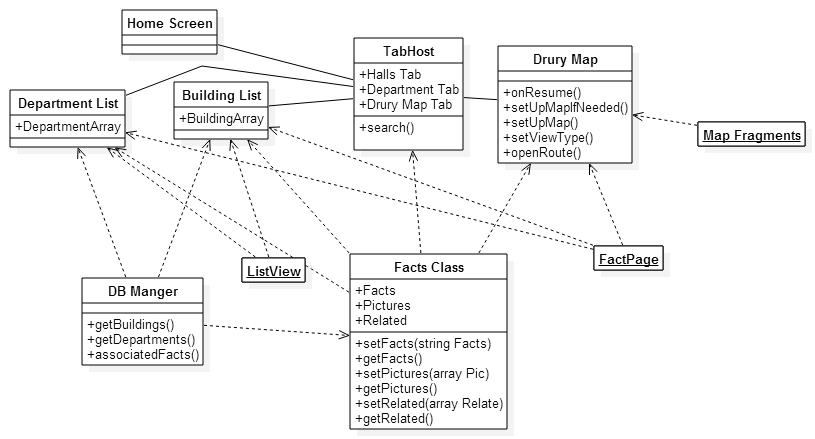 Home Screen
TabHost
+Halls Tab
+Department Tab
+Drury Map Tab
+search()
Drury Map
+onResume()
+setUpMapIfNeeded()
+setUpMap()
+setViewType()
+openRoute()
Department List
+DepartmentArray
Building List
+BuildingArray
Map Fragments
ListView
FactPage
DB Manger
+getBuildings()
+getDepartments()
+associatedFacts()
Facts Class
+Facts
+Pictures
+Related
+setFacts(string Facts)
+getFacts()
+setPictures(array Pic)
+getPictures()
+setRelated(array Relate)
+getRelated()